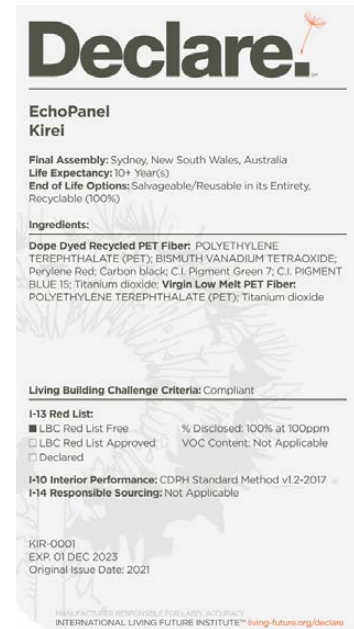 Declare.
EchoPanel
Kirei
Final Assembly: Sydney, New South Wales, Australia
Life Expectancy: 10+ Year(s)
End of Life Options: Salvageable/Reusable in its Entirety,
Recyclable (100%)
Ingredients:
Dope Dyed Recycled PET Fiber: POLYETHYLENE
TEREPHTHALATE (PET); BISMUTH VANADIUM TETRAOXIDE;
Perylene Red; Carbon black; C.I. Pigment Green 7; C.I. PIGMENT
BLUE 15; Titanium dioxide; Virgin Low Melt PET Fiber:
POLYETHYLENE TEREPHTHALATE (PET); Titanium dioxide
Living Building Challenge Criteria: Compliant
I-13 Red List:
LBC Red List Free % Disclosed: 100% at 100ppm
LBC Red List Approved VOC Content: Not Applicable
Declared
I-10 Interior Performance: CDPH Standard Method v1.2-2017
I-14 Responsible Sourcing: Not Applicable
KIR-0001
EXP. 01 DEC 2023
Original Issue Date: 2021
MANUFACTURER RESPONSIBLE FOR LABEL ACCURACY
INTERNATIONAL LIVING FUTURE INSTITUTE™ living-future.org/declare